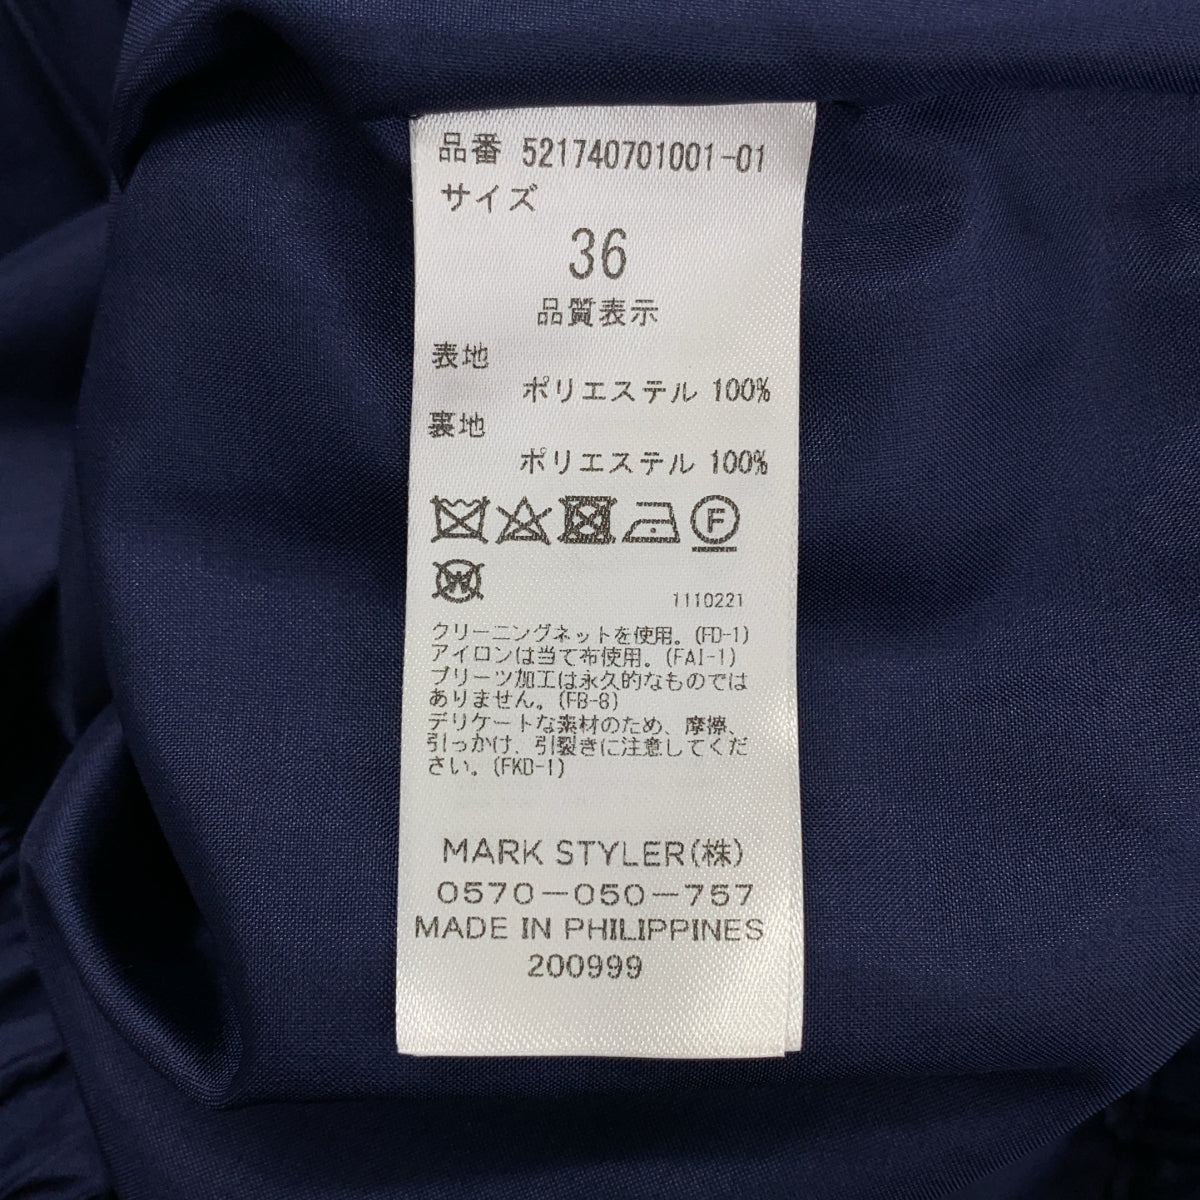 品番 521740701001-01
サイズ
36
品質表示
表地
ポリエステル 100%
裏地
ポリエステル 100%
F
W
1110221
クリーニングネットを使用。(FD-1)
アイロンは当て布使用。(FAI-1)
プリーツ加工は永久的なものでは
ありません。(FB-8)
デリケートな素材のため、摩擦、
引っかけ、引裂きに注意してくだ
さい。(FKD-1)
MARK STYLER(株)
0570-050-757
MADE IN PHILIPPINES
200999